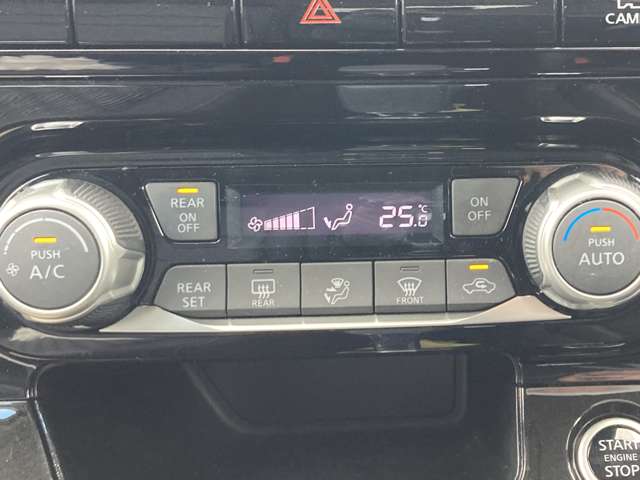 CAM
REAR
ON
OFF
25.0
°C
ON
OFF
PUSH
A/C
PUSH
AUTO
REAR
SET
REAR
FRONT
START
ENGINE
STOP